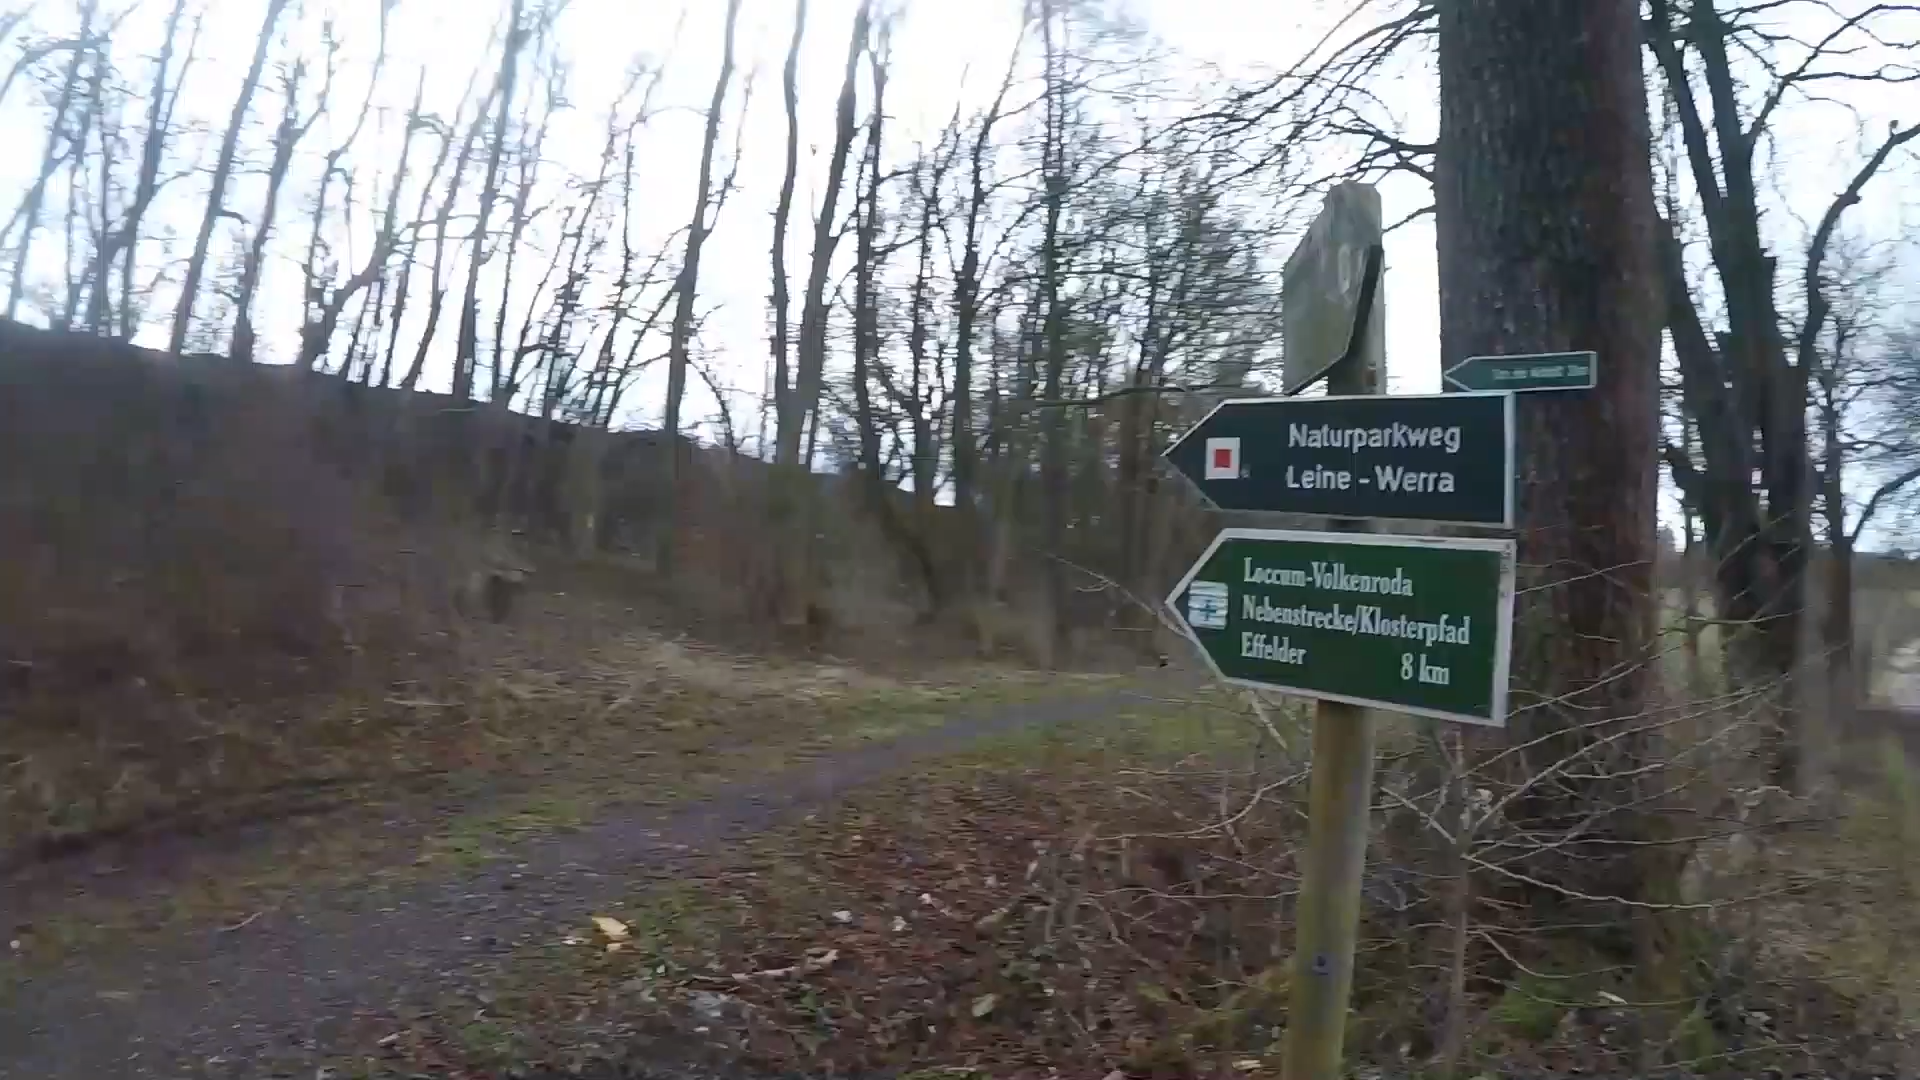 Naturparkweg
Leine - Werra
Loccum-Volkenroda
Nebenstrecke/Klosterpfad
Effelder 8 km